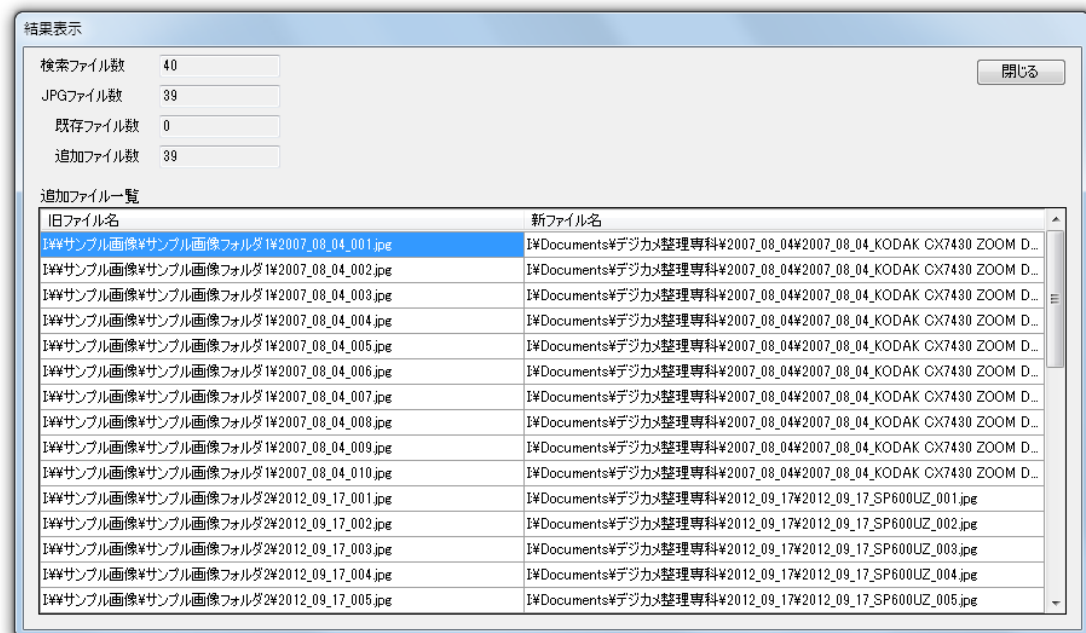 結果表示
検索ファイル数 40
閉じる
JPGファイル数 39
既存ファイル数 0
追加ファイル数 39
追加ファイル一覧
旧ファイル名 新ファイル名
I¥¥サンプル画像¥サンプル画像フォルダ1¥2007_08_04_001.jpg I¥Documents¥デジカメ整理専科¥2007_08_04¥2007_08_04_KODAK CX7430 ZOOM D...
I¥¥サンプル画像¥サンプル画像フォルダ1¥2007_08_04_002.jpg I¥Documents¥デジカメ整理専科¥2007_08_04¥2007_08_04_KODAK CX7430 ZOOM D...
I¥¥サンプル画像¥サンプル画像フォルダ1¥2007_08_04_003.jpg I¥Documents¥デジカメ整理専科¥2007_08_04¥2007_08_04_KODAK CX7430 ZOOM D...
I¥¥サンプル画像¥サンプル画像フォルダ1¥2007_08_04_004.jpg I¥Documents¥デジカメ整理専科¥2007_08_04¥2007_08_04_KODAK CX7430 ZOOM D...
I¥¥サンプル画像¥サンプル画像フォルダ1¥2007_08_04_005.jpg I¥Documents¥デジカメ整理専科¥2007_08_04¥2007_08_04_KODAK CX7430 ZOOM D...
I¥¥サンプル画像¥サンプル画像フォルダ1¥2007_08_04_006.jpg I¥Documents¥デジカメ整理専科¥2007_08_04¥2007_08_04_KODAK CX7430 ZOOM D...
I¥¥サンプル画像¥サンプル画像フォルダ1¥2007_08_04_007.jpg I¥Documents¥デジカメ整理専科¥2007_08_04¥2007_08_04_KODAK CX7430 ZOOM D...
I¥¥サンプル画像¥サンプル画像フォルダ1¥2007_08_04_008.jpg I¥Documents¥デジカメ整理専科¥2007_08_04¥2007_08_04_KODAK CX7430 ZOOM D...
I¥¥サンプル画像¥サンプル画像フォルダ1¥2007_08_04_009.jpg I¥Documents¥デジカメ整理専科¥2007_08_04¥2007_08_04_KODAK CX7430 ZOOM D...
I¥¥サンプル画像¥サンプル画像フォルダ1¥2007_08_04_010.jpg I¥Documents¥デジカメ整理専科¥2007_08_04¥2007_08_04_KODAK CX7430 ZOOM D...
I¥¥サンプル画像¥サンプル画像フォルダ2¥2012_09_17_001.jpg I¥Documents¥デジカメ整理専科¥2012_09_17¥2012_09_17_SP600UZ_001.jpg
I¥¥サンプル画像¥サンプル画像フォルダ2¥2012_09_17_002.jpg I¥Documents¥デジカメ整理専科¥2012_09_17¥2012_09_17_SP600UZ_002.jpg
I¥¥サンプル画像¥サンプル画像フォルダ2¥2012_09_17_003.jpg I¥Documents¥デジカメ整理専科¥2012_09_17¥2012_09_17_SP600UZ_003.jpg
I¥¥サンプル画像¥サンプル画像フォルダ2¥2012_09_17_004.jpg I¥Documents¥デジカメ整理専科¥2012_09_17¥2012_09_17_SP600UZ_004.jpg
I¥¥サンプル画像¥サンプル画像フォルダ2¥2012_09_17_005.jpg I¥Documents¥デジカメ整理専科¥2012_09_17¥2012_09_17_SP600UZ_005.jpg